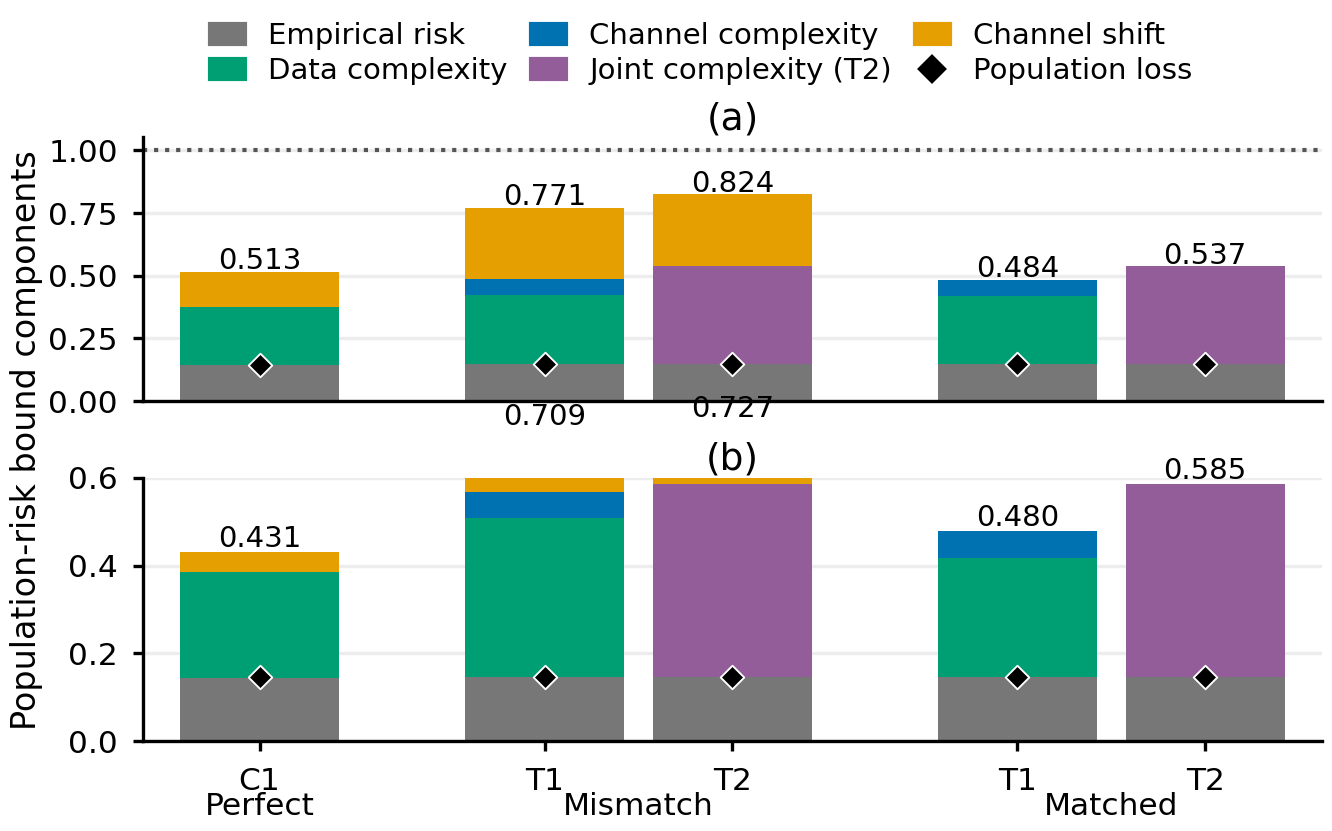 Empirical risk
Data complexity
Channel complexity
Joint complexity (T2)
Channel shift
Population loss
(a)
Population-risk bound components
1.00
0.75
0.50
0.25
0.00
0.513
0.771
0.824
0.484
0.537
(b)
0.6
0.4
0.2
0.0
0.431
0.709
0.727
0.480
0.585
C1
T1
T2
T1
T2
Perfect
Mismatch
Matched